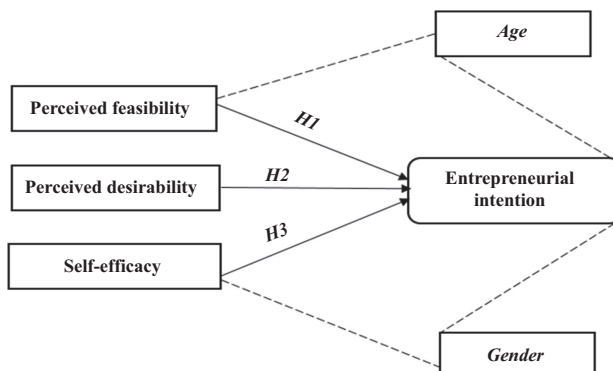 Age
Perceived feasibility
H1
Perceived desirability
H2
Entrepreneurial
intention
H3
Self-efficacy
Gender